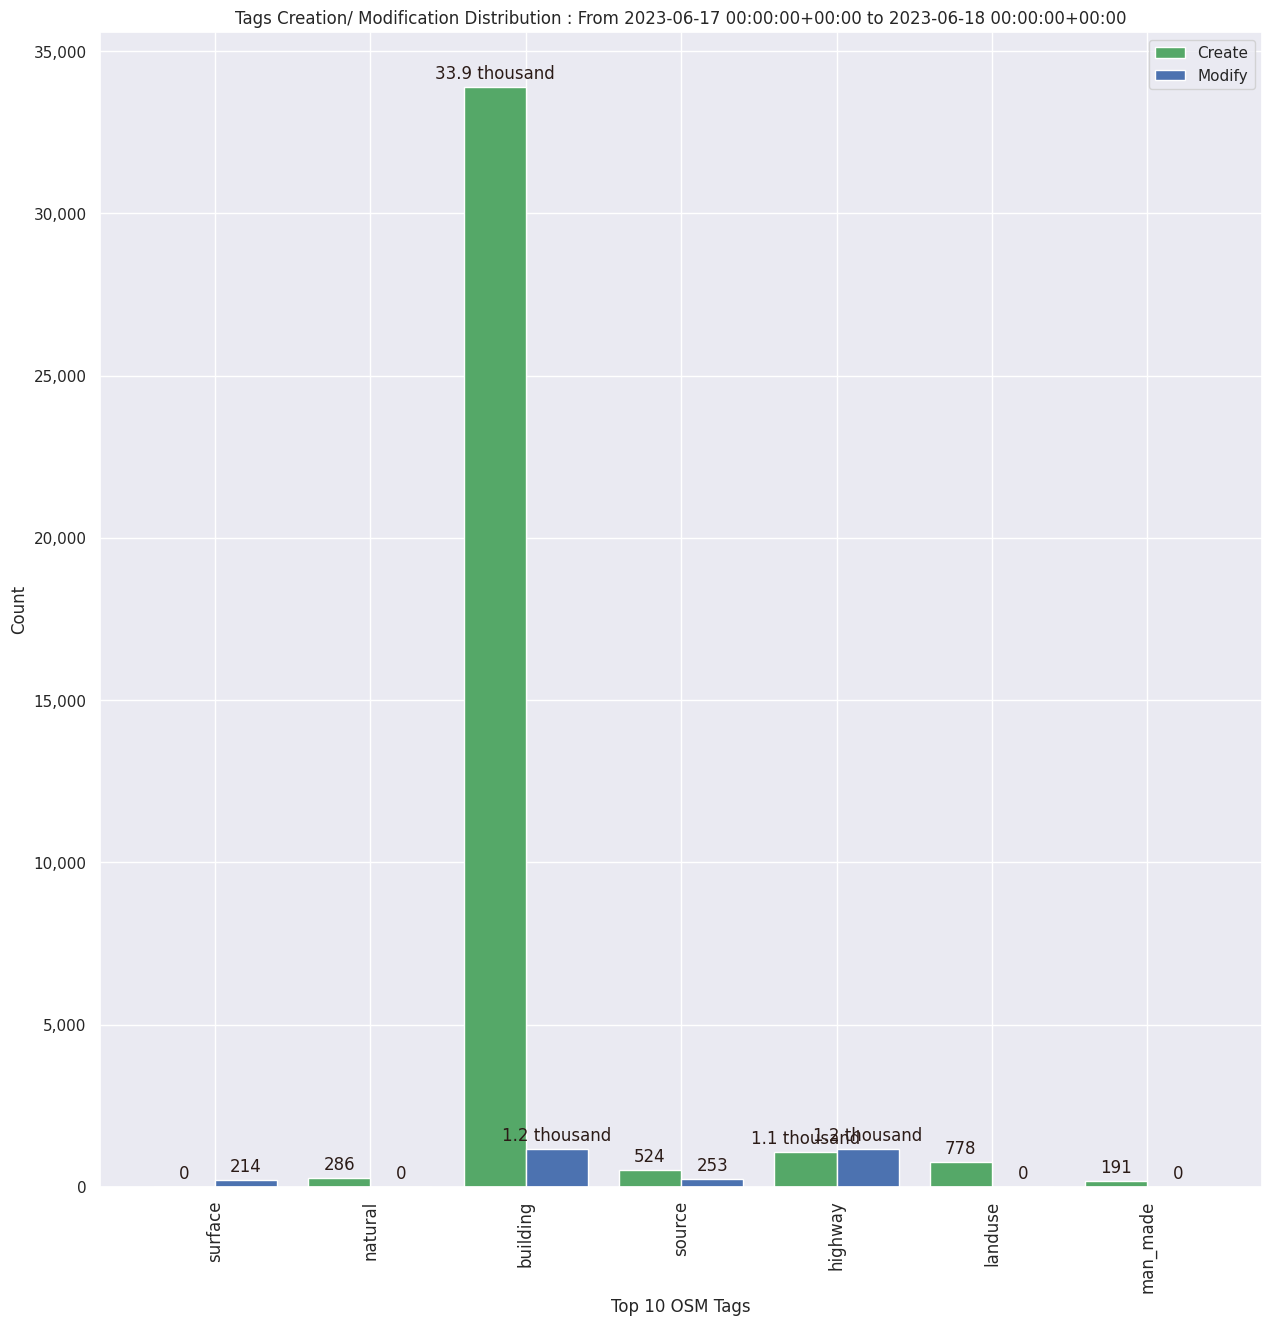 Tags Creation/ Modification Distribution : From 2023-06-17 00:00:00+00:00 to 2023-06-18 00:00:00+00:00
Create
Modify
35,000
30,000
25,000
20,000
15,000
10,000
5,000
0
Count
0
214
286
0
33.9 thousand
1.2 thousand
524
253
1.1 thousand
1.2 thousand
778
0
191
0
surface
natural
building
source
highway
landuse
man_made
Top 10 OSM Tags